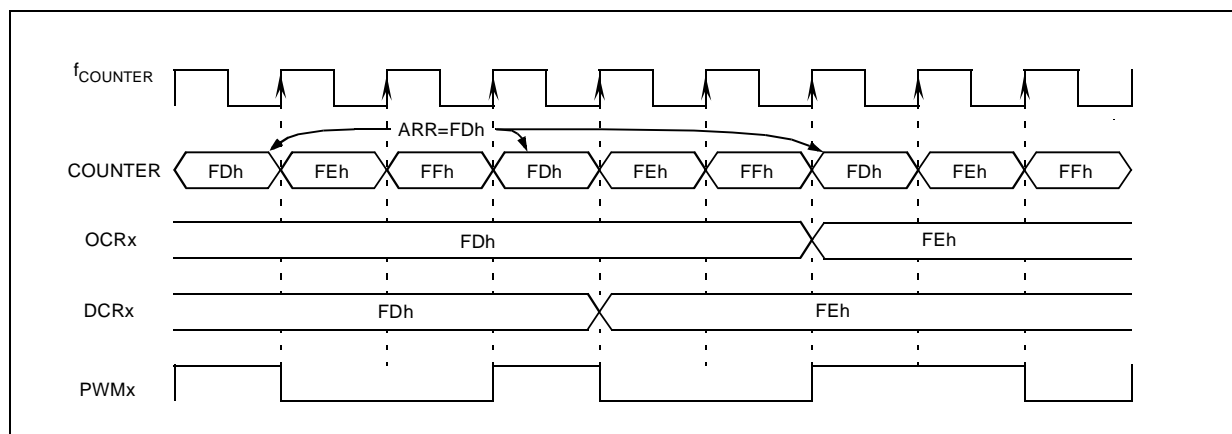 fCOUNTER
ARR=FDh
COUNTER FDh FEh FFh FDh FEh FFh FDh FEh FFh
OCRx FDh FEh
DCRx FDh FEh
PWMx